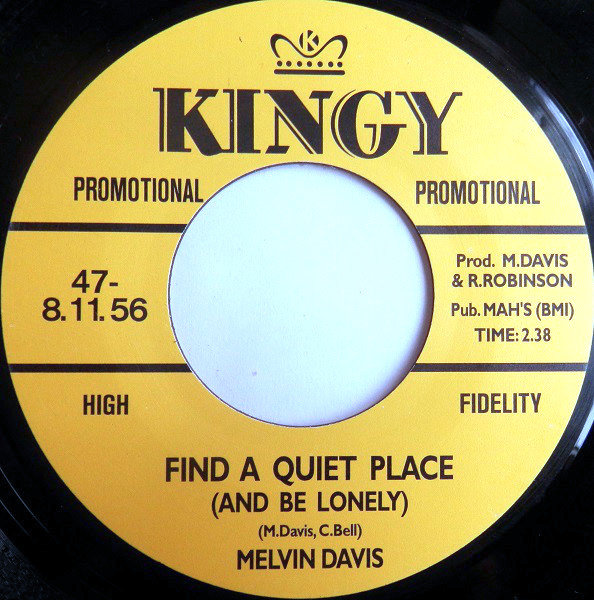 K
KINGY
PROMOTIONAL PROMOTIONAL
47-
8.11.56
Prod. M.DAVIS
& R.ROBINSON
Pub. MAH'S (BMI)
TIME: 2.38
HIGH FIDELITY
FIND A QUIET PLACE
(AND BE LONELY)
(M.Davis, C.Bell)
MELVIN DAVIS